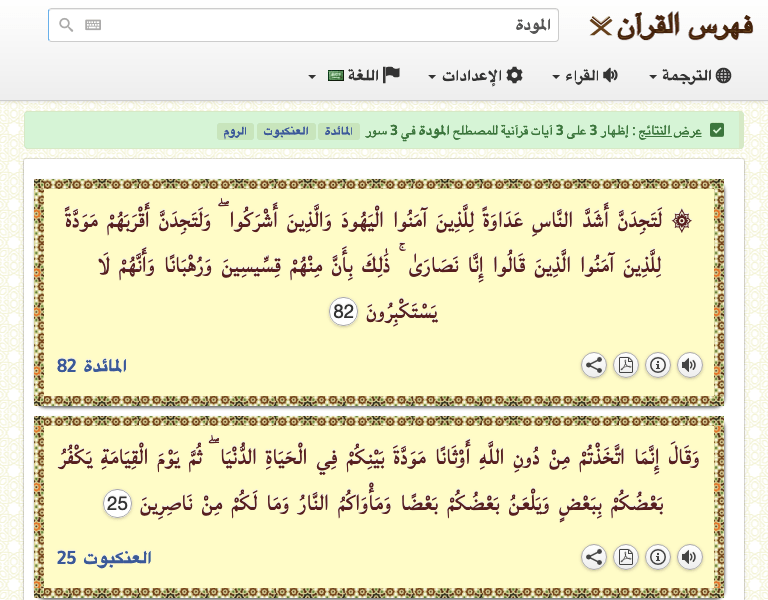 فهرس القرآن
المودة
الترجمة
القراء
الإعدادات
اللغة
عرض النتائج : إظهار 3 على 3 آيات قرآنية للمصطلح المودة في 3 سور المائدة العنكبوت الروم
۞ لَتَجِدَنَّ أَشَدَّ النَّاسِ عَدَاوَةً لِلَّذِينَ آمَنُوا الْيَهُودَ وَالَّذِينَ أَشْرَكُوا ۖ وَلَتَجِدَنَّ أَقْرَبَهُمْ مَوَدَّةً
لِلَّذِينَ آمَنُوا الَّذِينَ قَالُوا إِنَّا نَصَارَىٰ ۚ ذَٰلِكَ بِأَنَّ مِنْهُمْ قِسِّيسِينَ وَرُهْبَانًا وَأَنَّهُمْ لَا
يَسْتَكْبِرُونَ 82
المائدة 82
وَقَالَ إِنَّمَا اتَّخَذْتُمْ مِنْ دُونِ اللَّهِ أَوْثَانًا مَوَدَّةَ بَيْنِكُمْ فِي الْحَيَاةِ الدُّنْيَا ۖ ثُمَّ يَوْمَ الْقِيَامَةِ يَكْفُرُ
بَعْضُكُمْ بِبَعْضٍ وَيَلْعَنُ بَعْضُكُمْ بَعْضًا وَمَأْوَاكُمُ النَّارُ وَمَا لَكُمْ مِنْ نَاصِرِينَ 25
العنكبوت 25